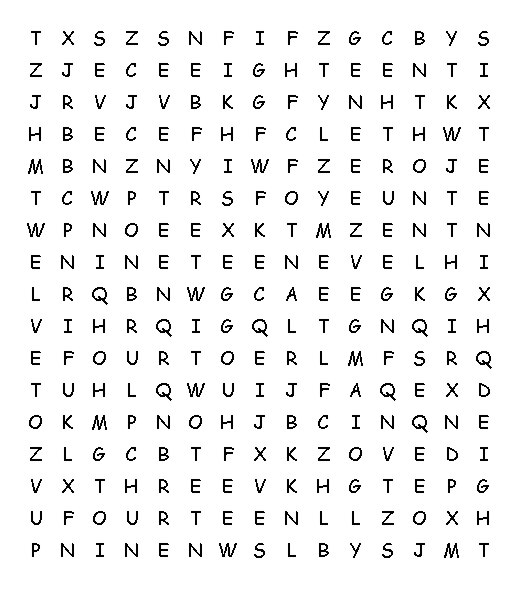 T X S Z S N F I F Z G C B Y S
Z J E C E E I G H T E E N T I
J R V J V B K G F Y N H T K X
H B E C E F H F C L E T H W T
M B N Z N Y I W F Z E R O J E
T C W P T R S F O Y E U N T E
W P N O E E X K T M Z E N T N
E N I N E T E E N E V E L H I
L R Q B N W G C A E E G K G X
V I H R Q I G Q L T G N Q I H
E F O U R T O E R L M F S R Q
T U H L Q W U I J F A Q E X D
O K M P N O H J B C I N Q N E
Z L G C B T F X K Z O V E D I
V X T H R E E V K H G T E P G
U F O U R T E E N L L Z O X H
P N I N E N W S L B Y S J M T